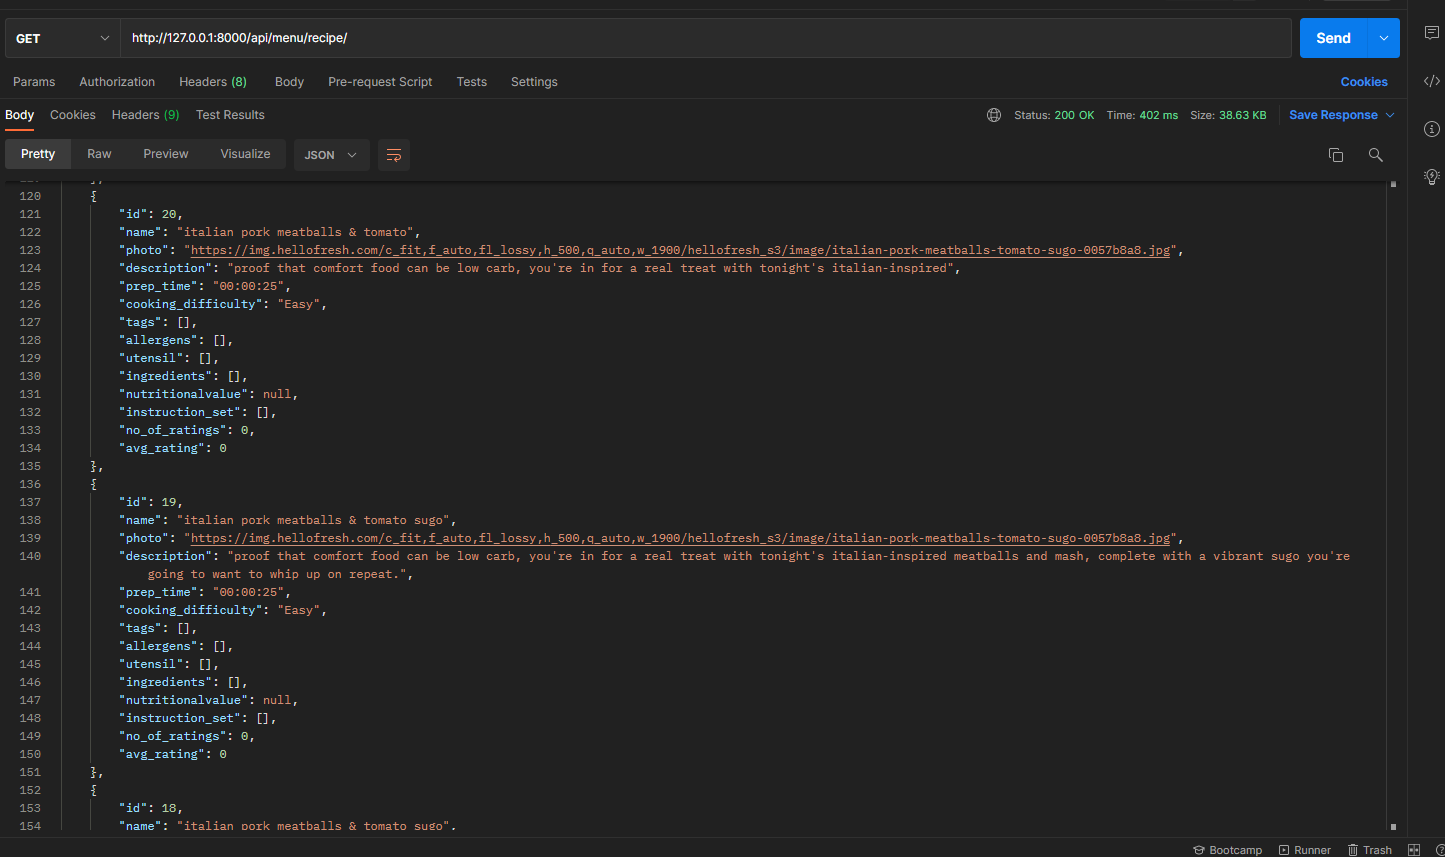 GET http://127.0.0.1:8000/api/menu/recipe/ Send
Params Authorization Headers (8) Body Pre-request Script Tests Settings Cookies
Body Cookies Headers (9) Test Results Status: 200 OK Time: 402 ms Size: 38.63 KB Save Response
Pretty Raw Preview Visualize JSON
120 {
121 "id": 20,
122 "name": "italian pork meatballs & tomato",
123 "photo": "https://img.hellofresh.com/c_fit,f_auto,fl_lossy,h_500,q_auto,w_1900/hellofresh_s3/image/italian-pork-meatballs-tomato-sugo-0057b8a8.jpg",
124 "description": "proof that comfort food can be low carb, you're in for a real treat with tonight's italian-inspired",
125 "prep_time": "00:00:25",
126 "cooking_difficulty": "Easy",
127 "tags": [],
128 "allergens": [],
129 "utensil": [],
130 "ingredients": [],
131 "nutritionalvalue": null,
132 "instruction_set": [],
133 "no_of_ratings": 0,
134 "avg_rating": 0
135 },
136 {
137 "id": 19,
138 "name": "italian pork meatballs & tomato sugo",
139 "photo": "https://img.hellofresh.com/c_fit,f_auto,fl_lossy,h_500,q_auto,w_1900/hellofresh_s3/image/italian-pork-meatballs-tomato-sugo-0057b8a8.jpg",
140 "description": "proof that comfort food can be low carb, you're in for a real treat with tonight's italian-inspired meatballs and mash, complete with a vibrant sugo you're
going to want to whip up on repeat.",
141 "prep_time": "00:00:25",
142 "cooking_difficulty": "Easy",
143 "tags": [],
144 "allergens": [],
145 "utensil": [],
146 "ingredients": [],
147 "nutritionalvalue": null,
148 "instruction_set": [],
149 "no_of_ratings": 0,
150 "avg_rating": 0
151 },
152 {
153 "id": 18,
154 "name": "italian pork meatballs & tomato sugo",
Bootcamp Runner Trash